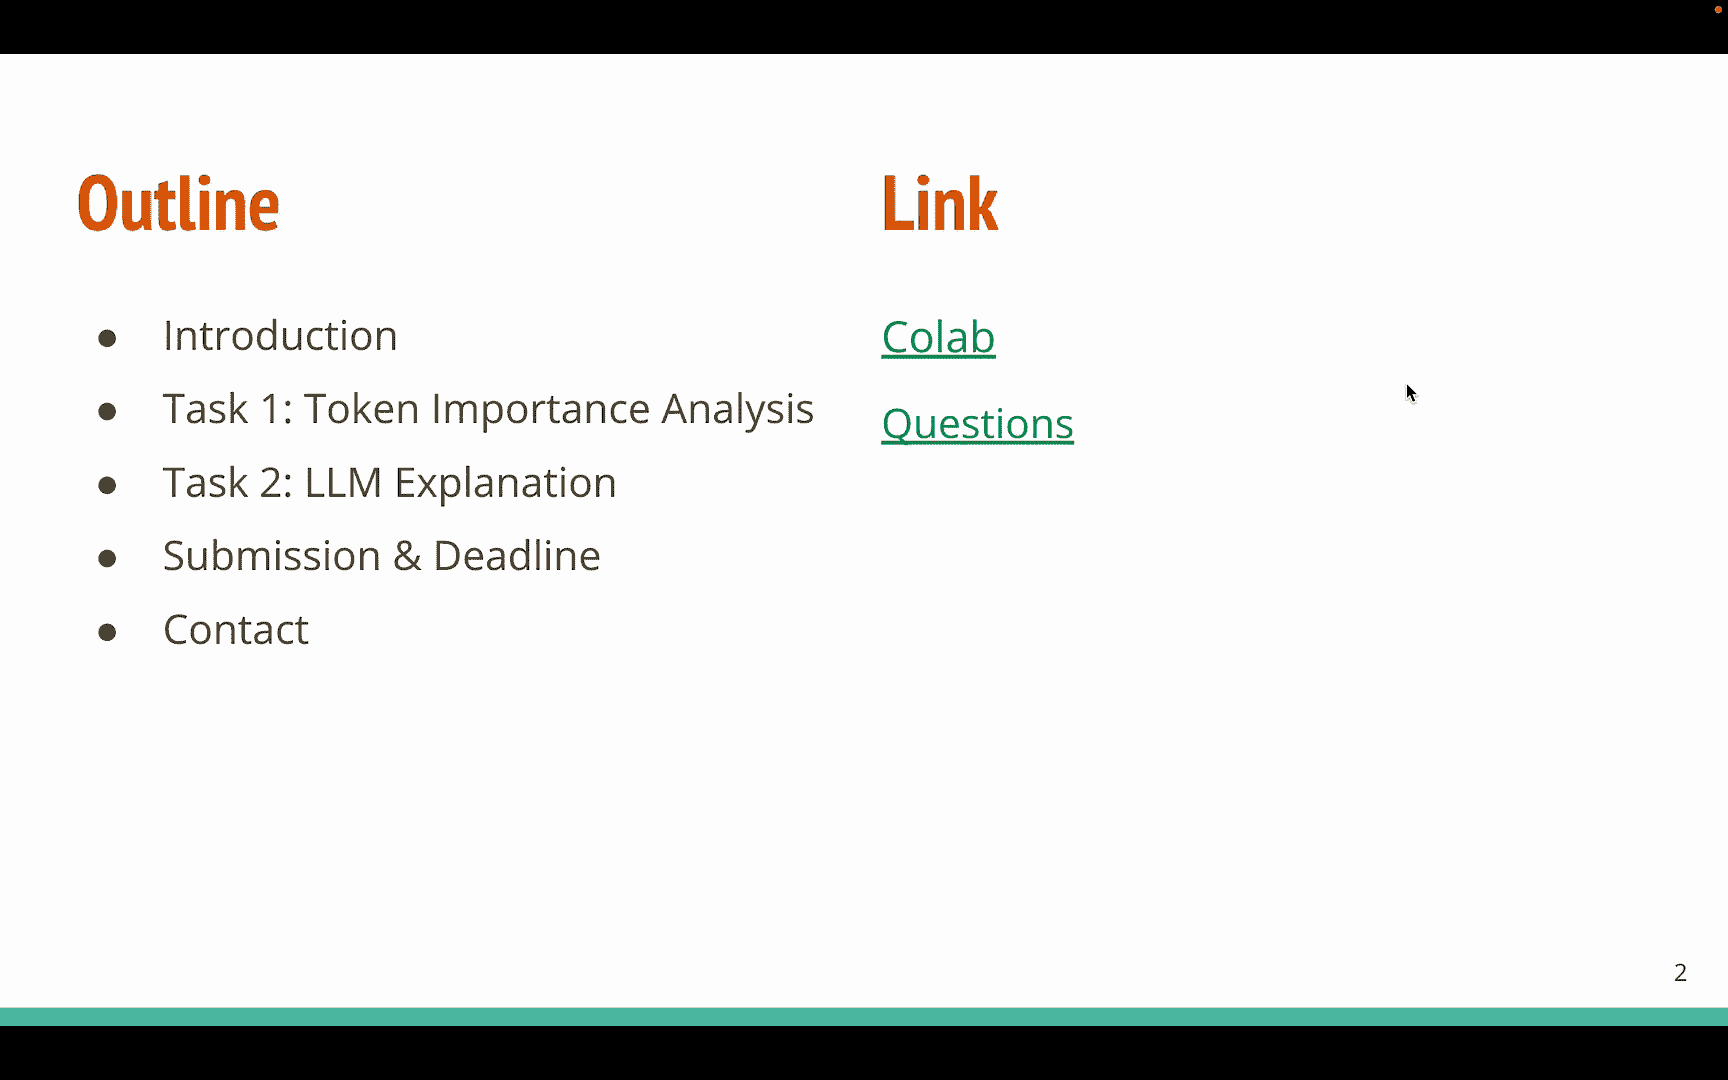 Outline
Introduction
Task 1: Token Importance Analysis
Task 2: LLM Explanation
Submission & Deadline
Contact
Link
Colab
Questions
2